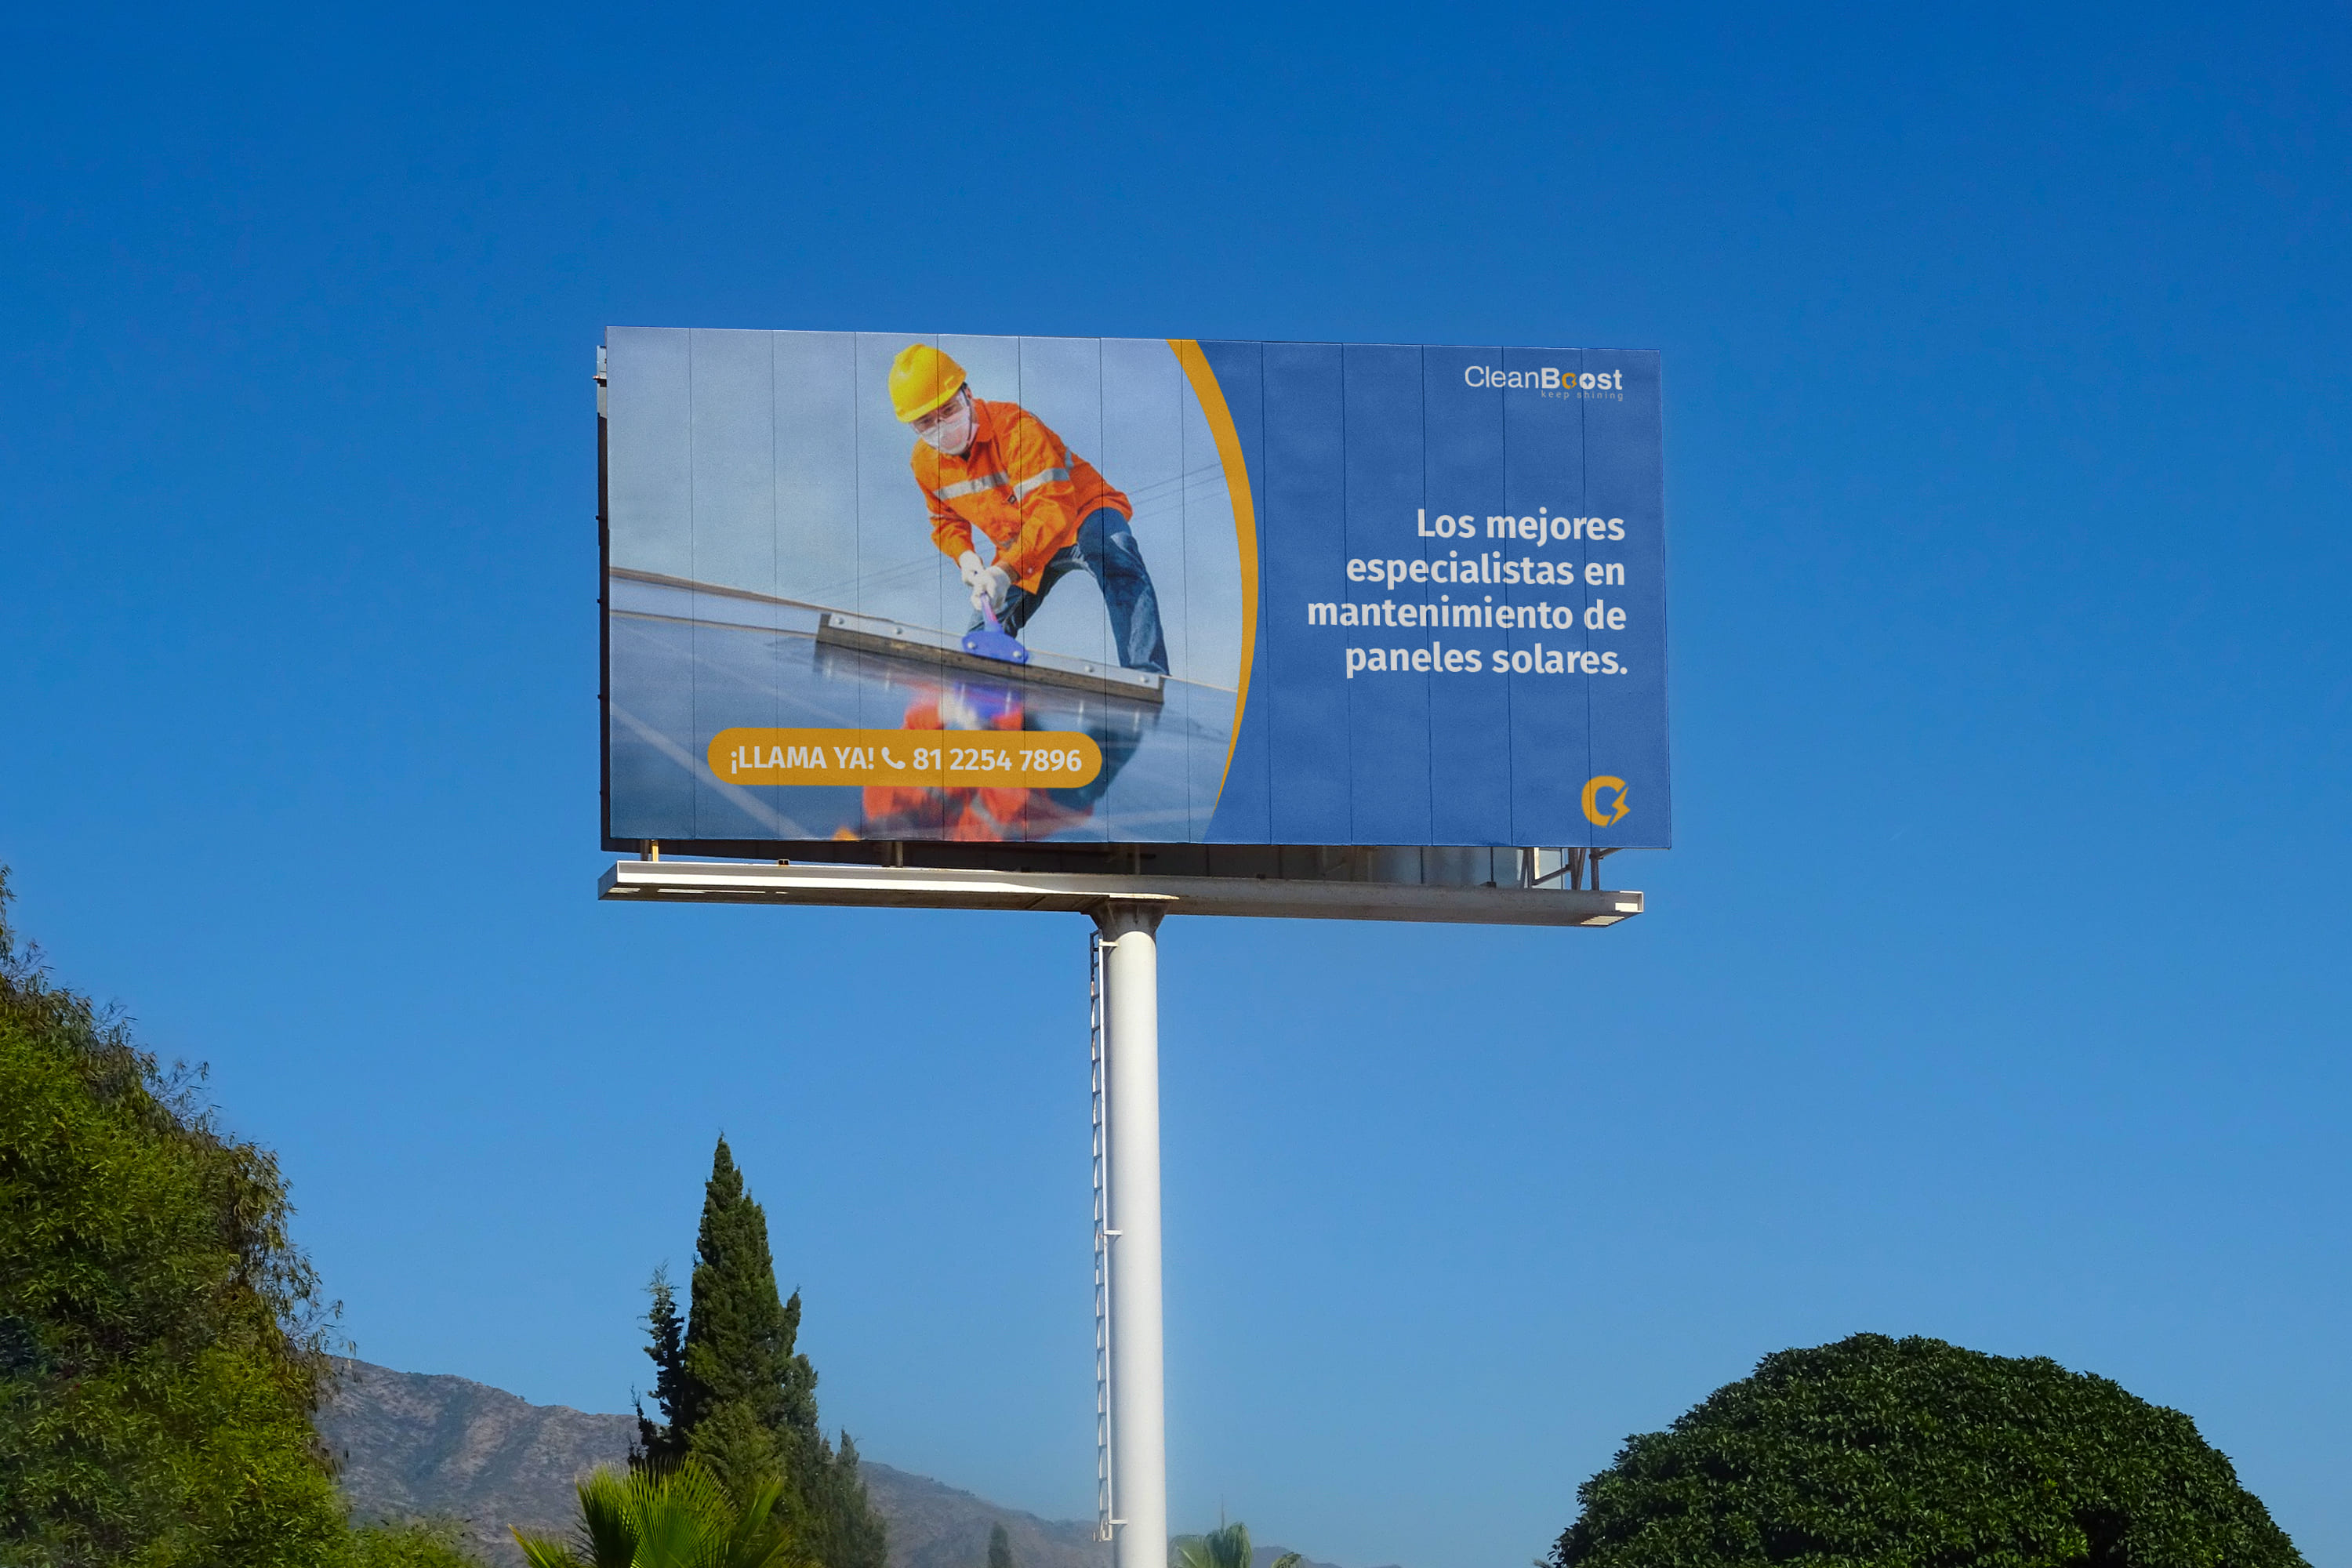 CleanBoost
keep shining
Los mejores
especialistas en
mantenimiento de
paneles solares.
¡LLAMA YA! 81 2254 7896